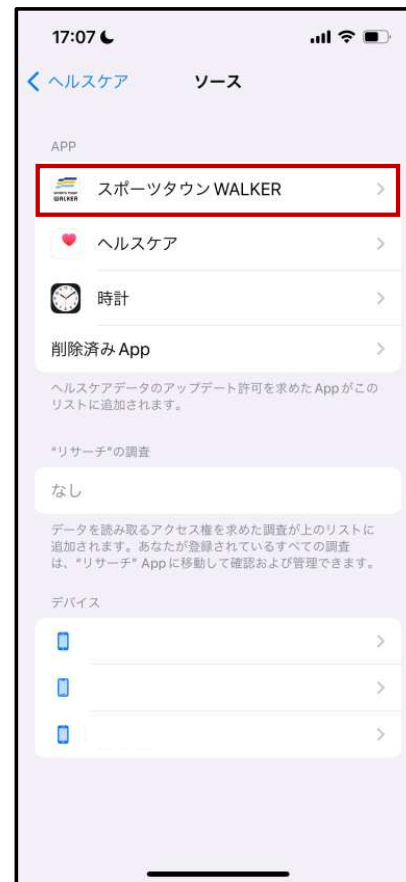 17:07
ヘルスケア
ソース
APP
スポーツタウン WALKER
ヘルスケア
時計
削除済み App
ヘルスケアデータのアップデート許可を求めた App がこの
リストに追加されます。
"リサーチ"の調査
なし
データを読み取るアクセス権を求めた調査が上のリストに
追加されます。あなたが登録されているすべての調査
は、"リサーチ" App に移動して確認および管理できます。
デバイス